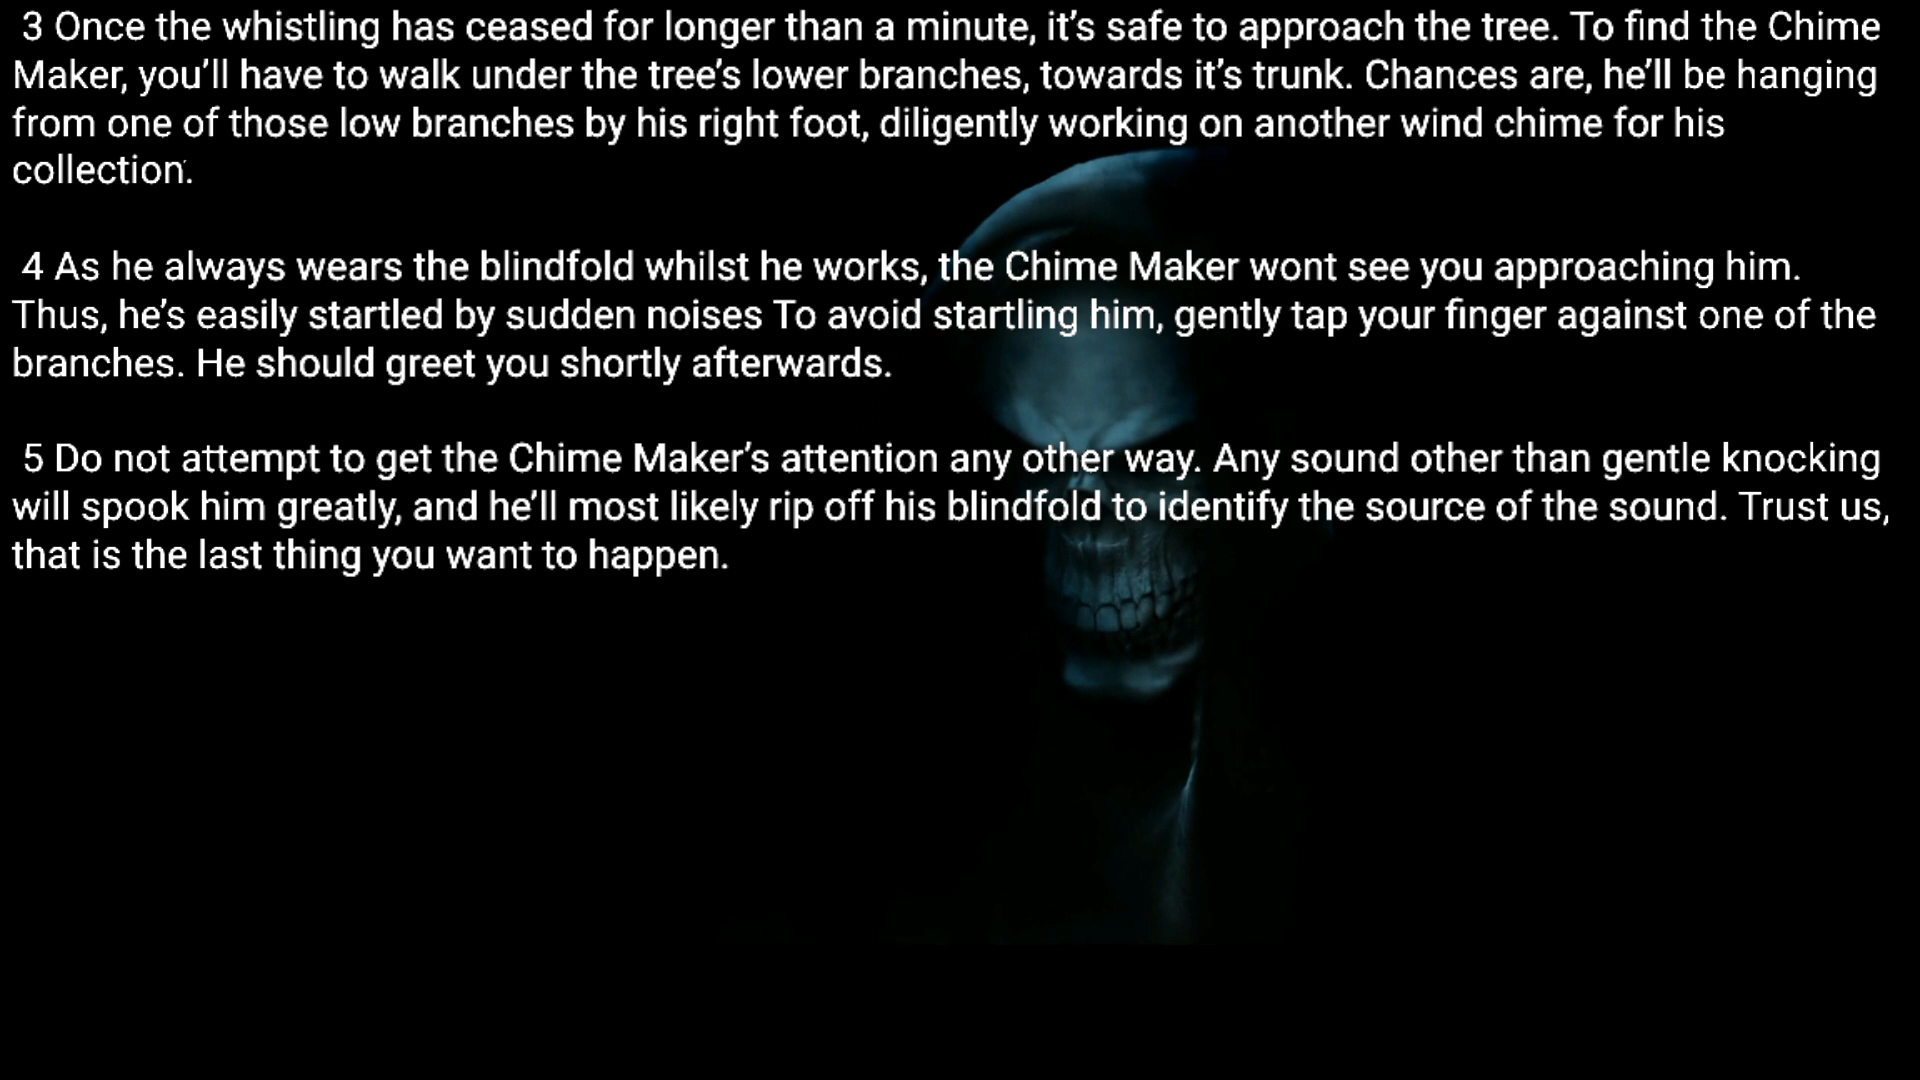 3 Once the whistling has ceased for longer than a minute, it’s safe to approach the tree. To find the Chime
Maker, you’ll have to walk under the tree’s lower branches, towards it’s trunk. Chances are, he’ll be hanging
from one of those low branches by his right foot, diligently working on another wind chime for his
collection.
4 As he always wears the blindfold whilst he works, the Chime Maker wont see you approaching him.
Thus, he’s easily startled by sudden noises To avoid startling him, gently tap your finger against one of the
branches. He should greet you shortly afterwards.
5 Do not attempt to get the Chime Maker’s attention any other way. Any sound other than gentle knocking
will spook him greatly, and he’ll most likely rip off his blindfold to identify the source of the sound. Trust us,
that is the last thing you want to happen.